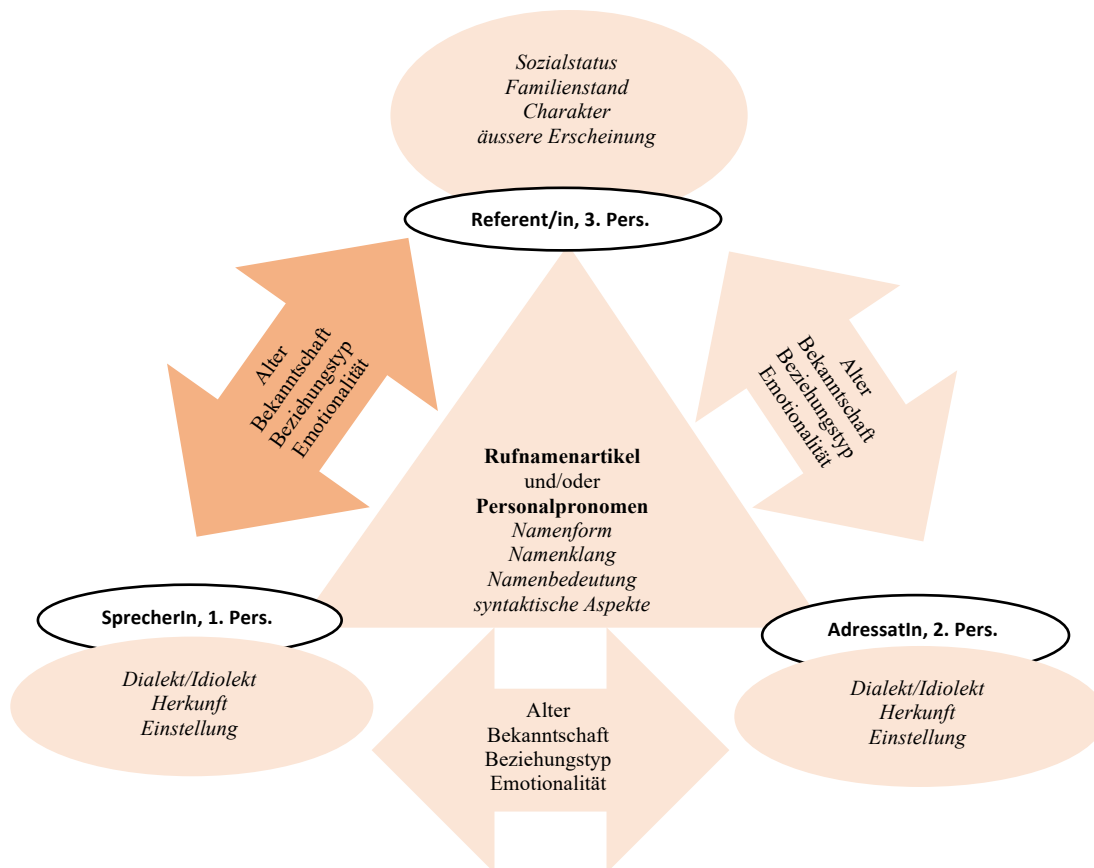 Sozialstatus
Familienstand
Charakter
äussere Erscheinung
Referent/in, 3. Pers.
Alter
Bekanntschaft
Beziehungstyp
Emotionalität
Alter
Bekanntschaft
Beziehungstyp
Emotionalität
Rufnamenartikel
und/oder
Personalpronomen
Namenform
Namenklang
Namenbedeutung
syntaktische Aspekte
SprecherIn, 1. Pers.
Dialekt/Idiolekt
Herkunft
Einstellung
AdressatIn, 2. Pers.
Dialekt/Idiolekt
Herkunft
Einstellung
Alter
Bekanntschaft
Beziehungstyp
Emotionalität